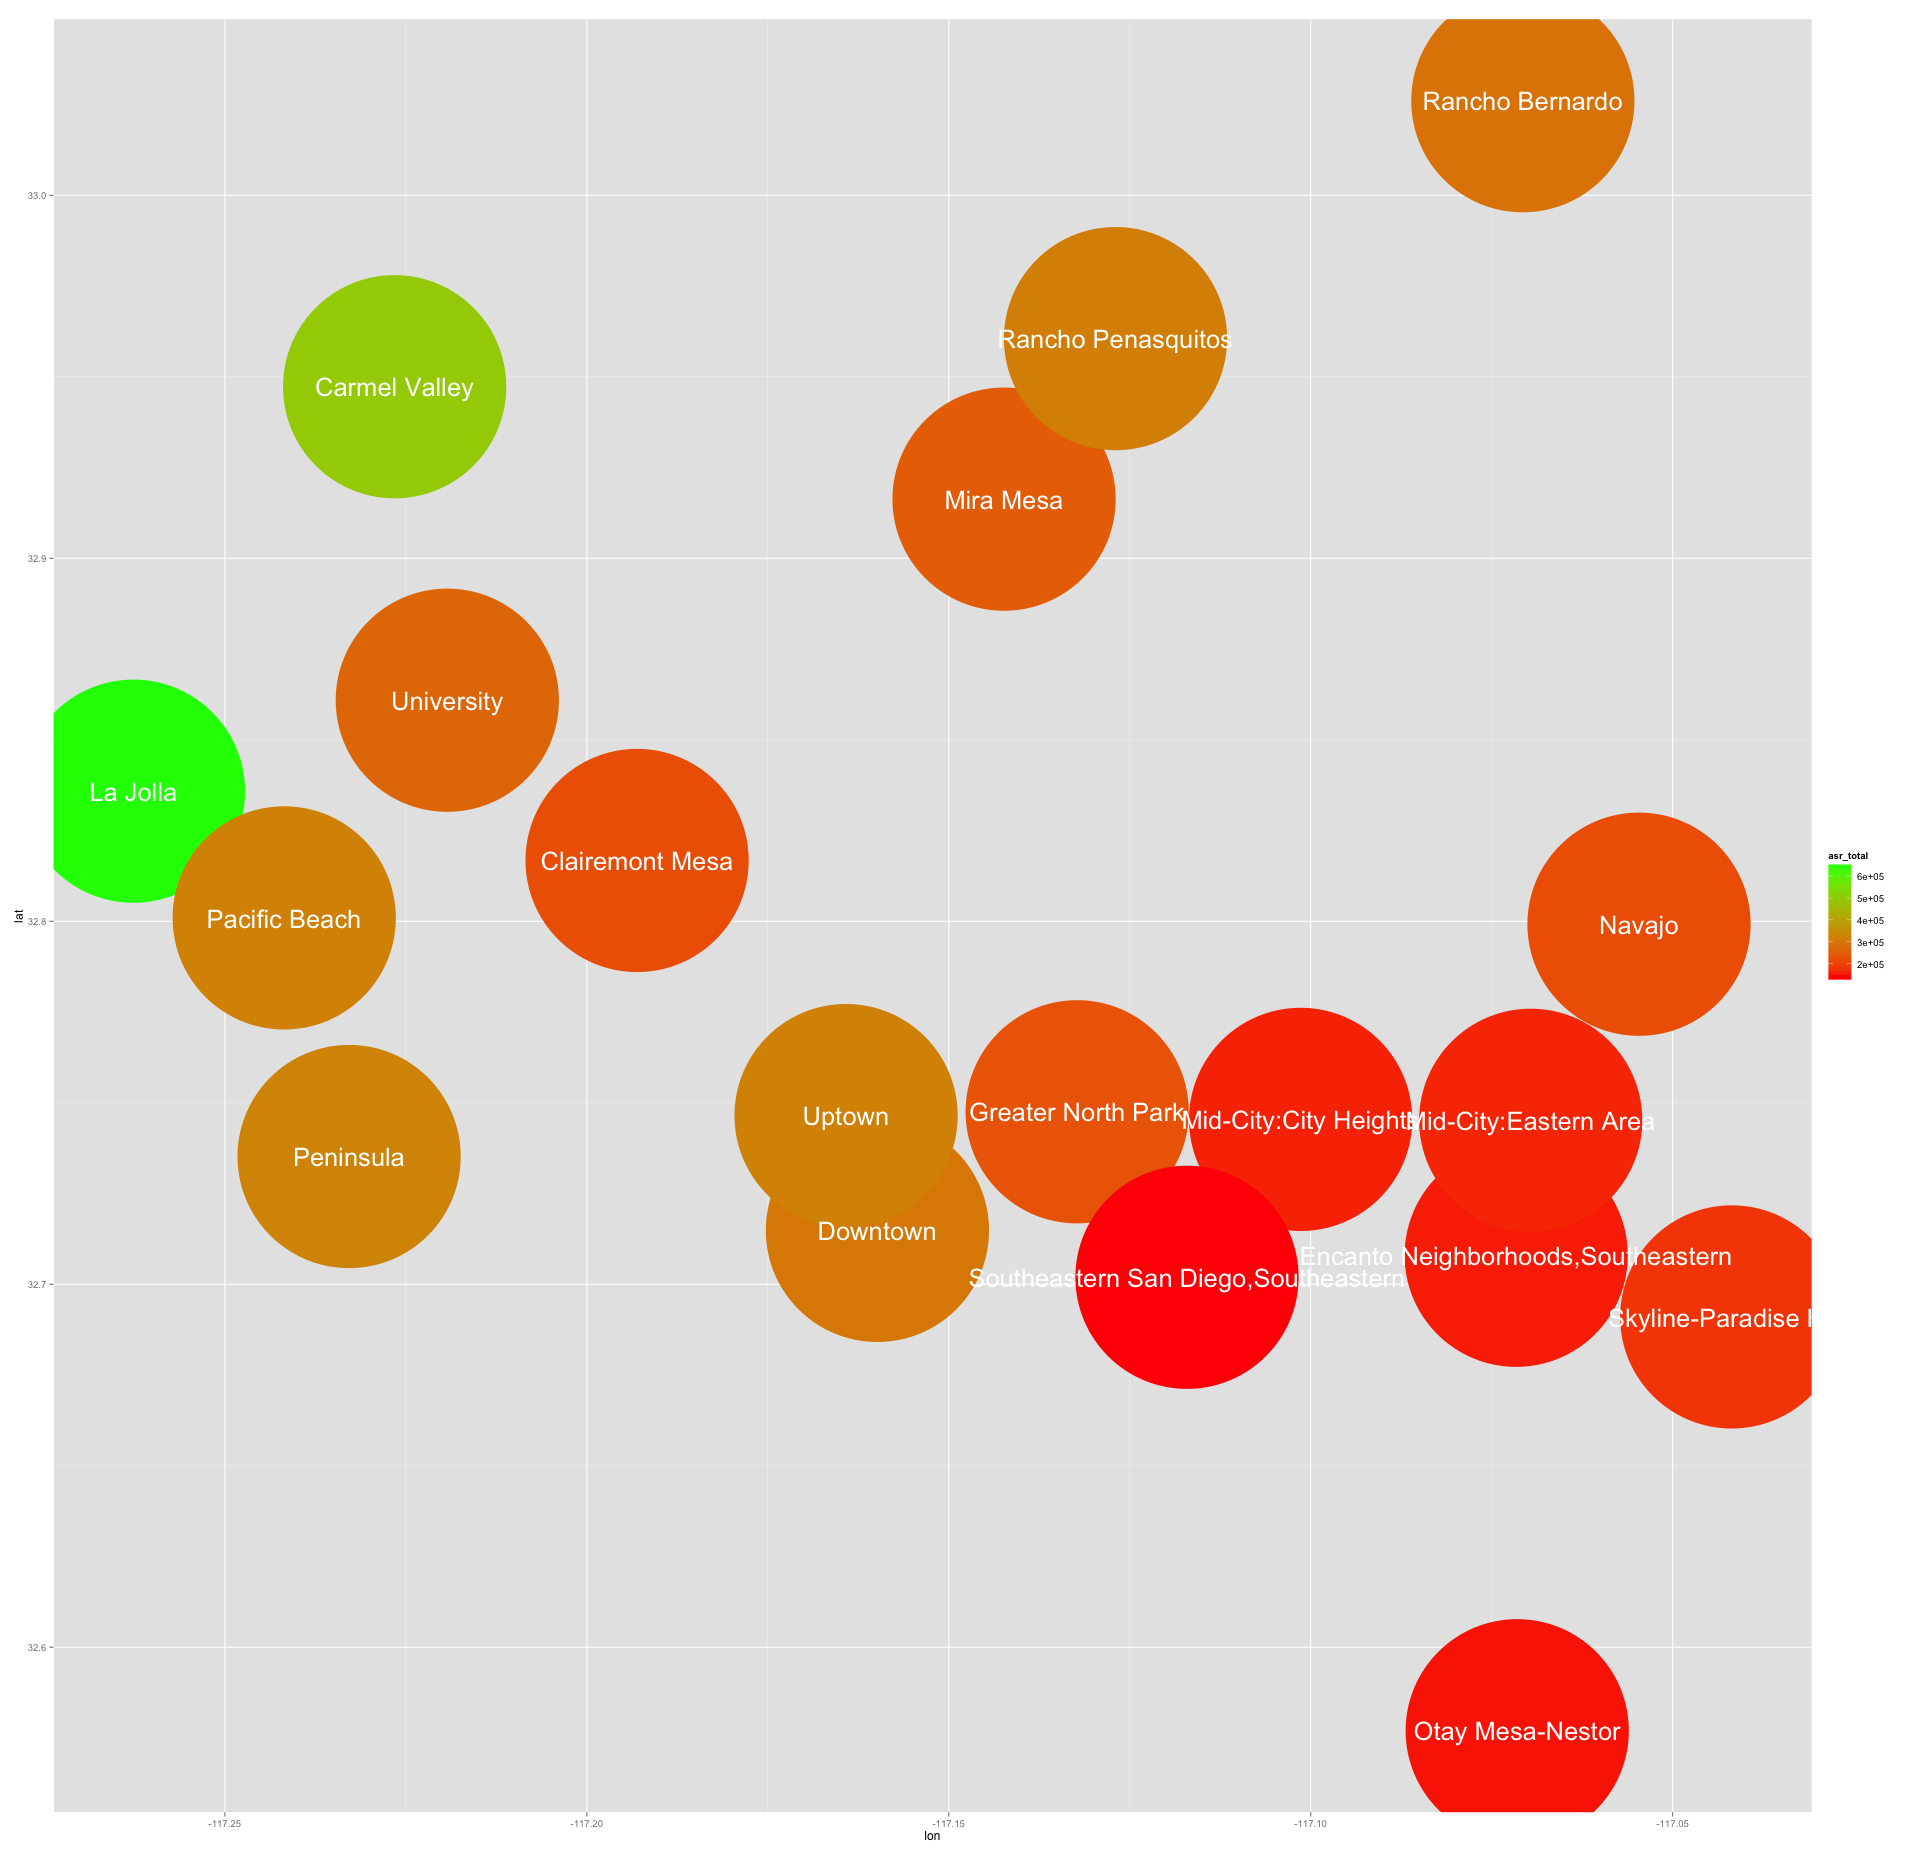 Rancho Bernardo
33.0
Rancho Penasquitos
Carmel Valley
Mira Mesa
32.9
University
La Jolla
Clairemont Mesa
asr_total
6e+05
5e+05
4e+05
3e+05
2e+05
lat
32.8
Pacific Beach
Navajo
Uptown
Greater North Park
Mid-City:City Heights
Mid-City:Eastern Area
Peninsula
Downtown
Encanto Neighborhoods,Southeastern
Southeastern San Diego,Southeastern
32.7
Skyline-Paradise
32.6
Otay Mesa-Nestor
-117.25
-117.20
-117.15
-117.10
-117.05
lon